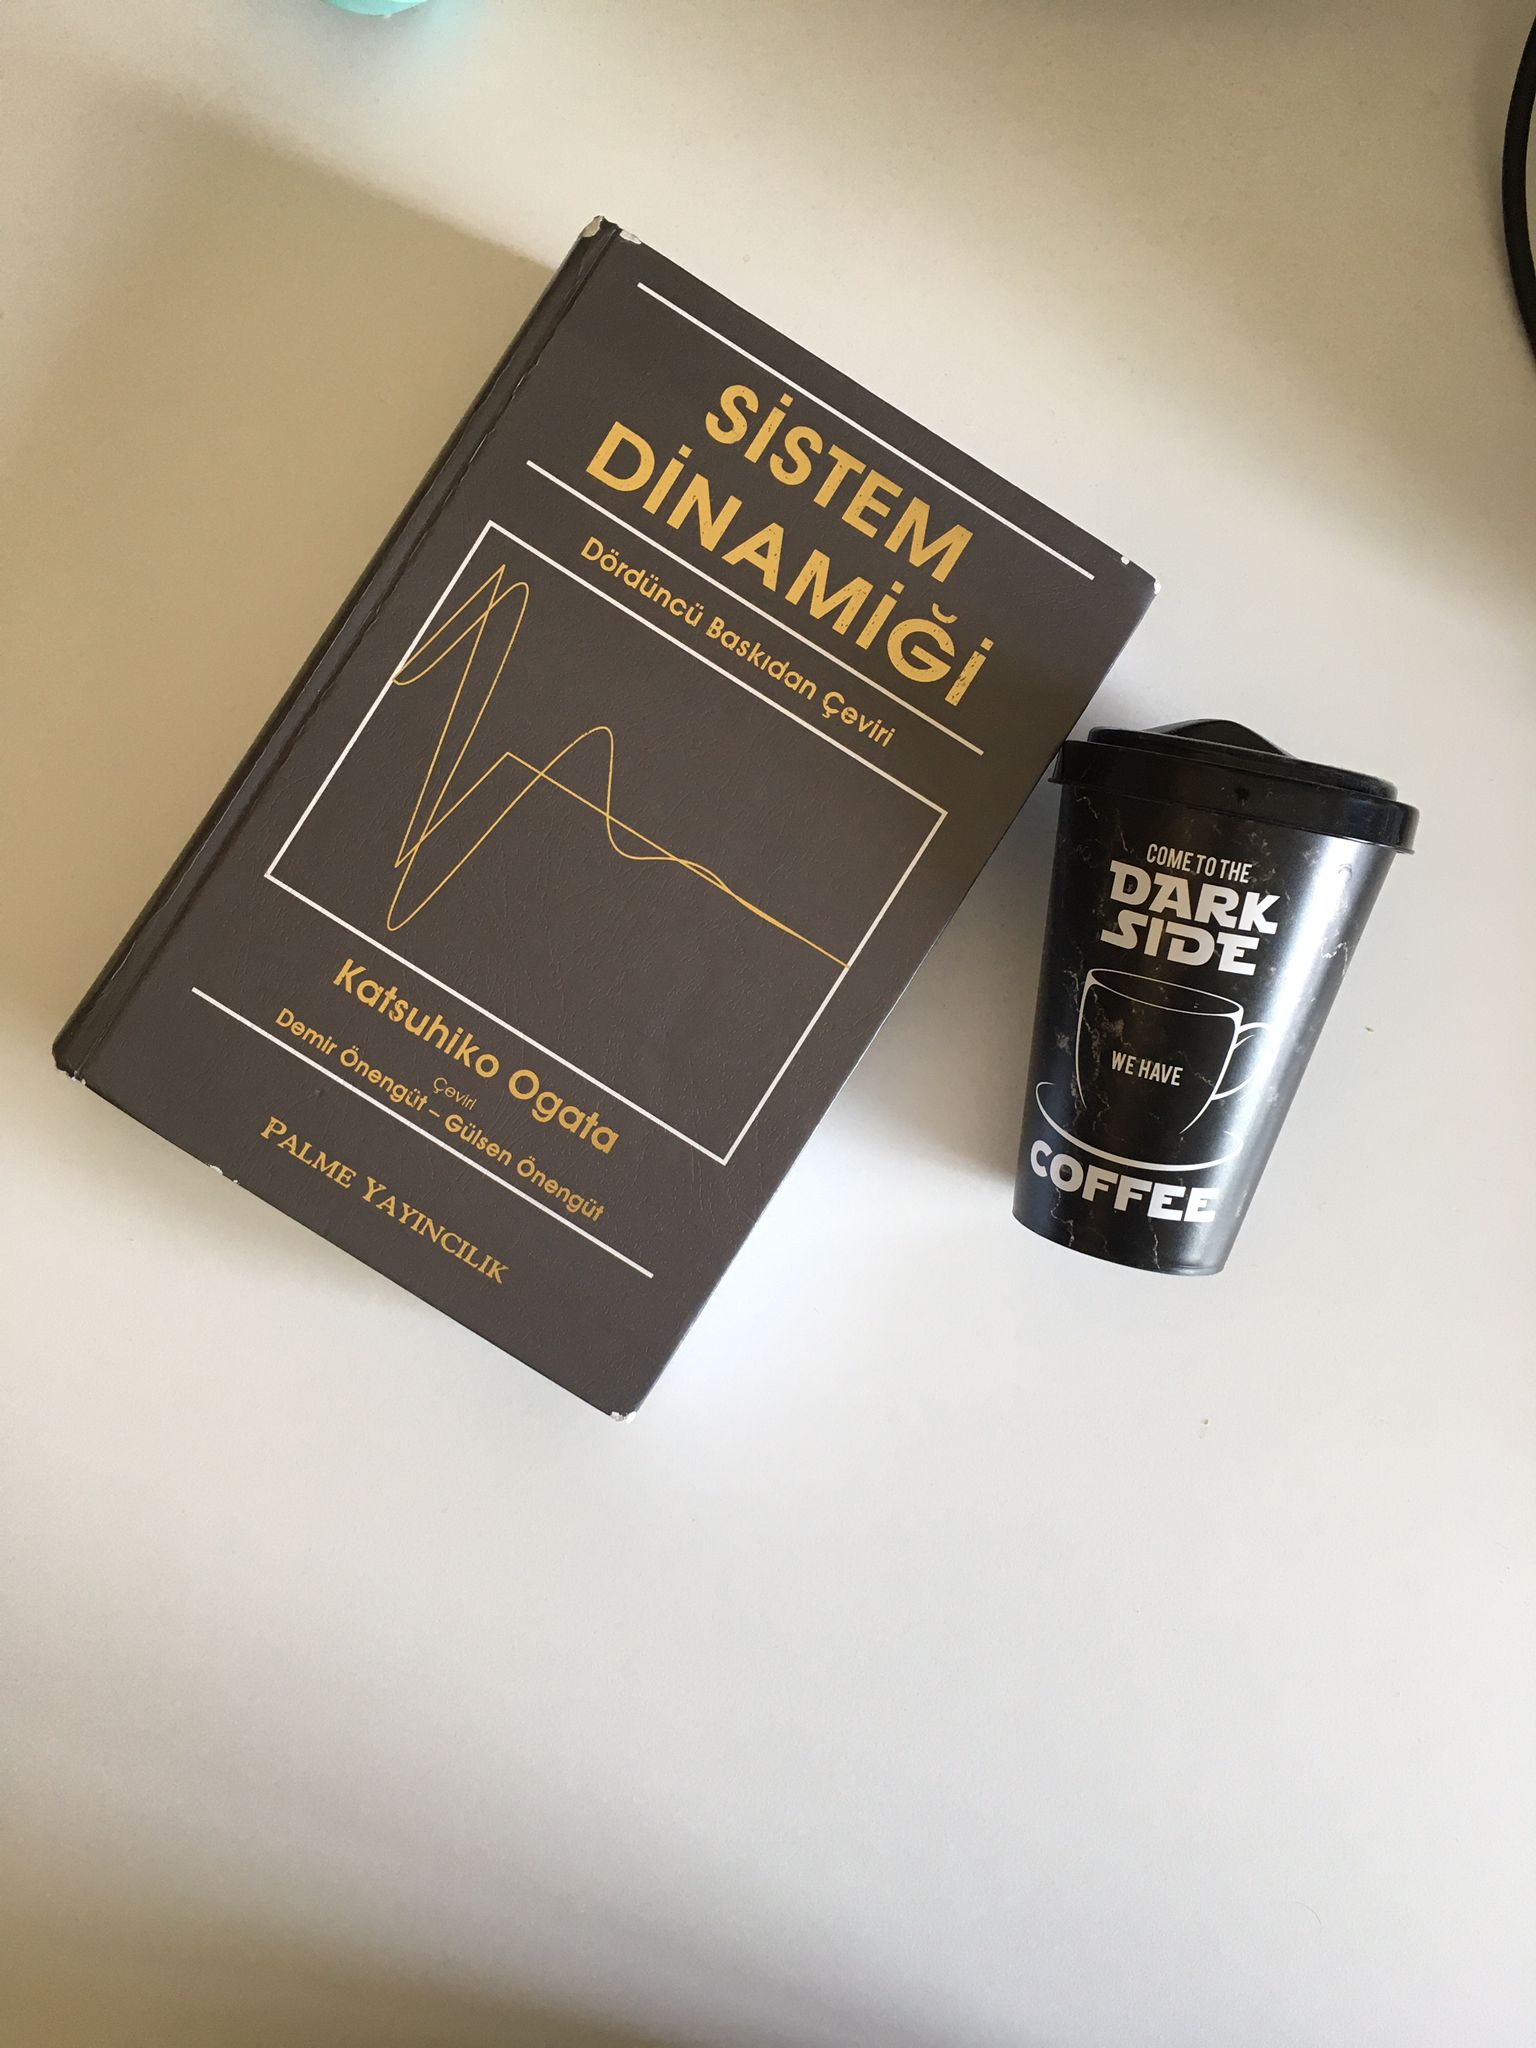 SİSTEM
DİNAMİĞİ
Dördüncü Baskıdan Çeviri
Katsuhiko Ogata
Çeviri
Demir Önengüt – Gülsen Önengüt
PALME YAYINCILIK
COME TO THE
DARK
SIDE
WE HAVE
COFFEE